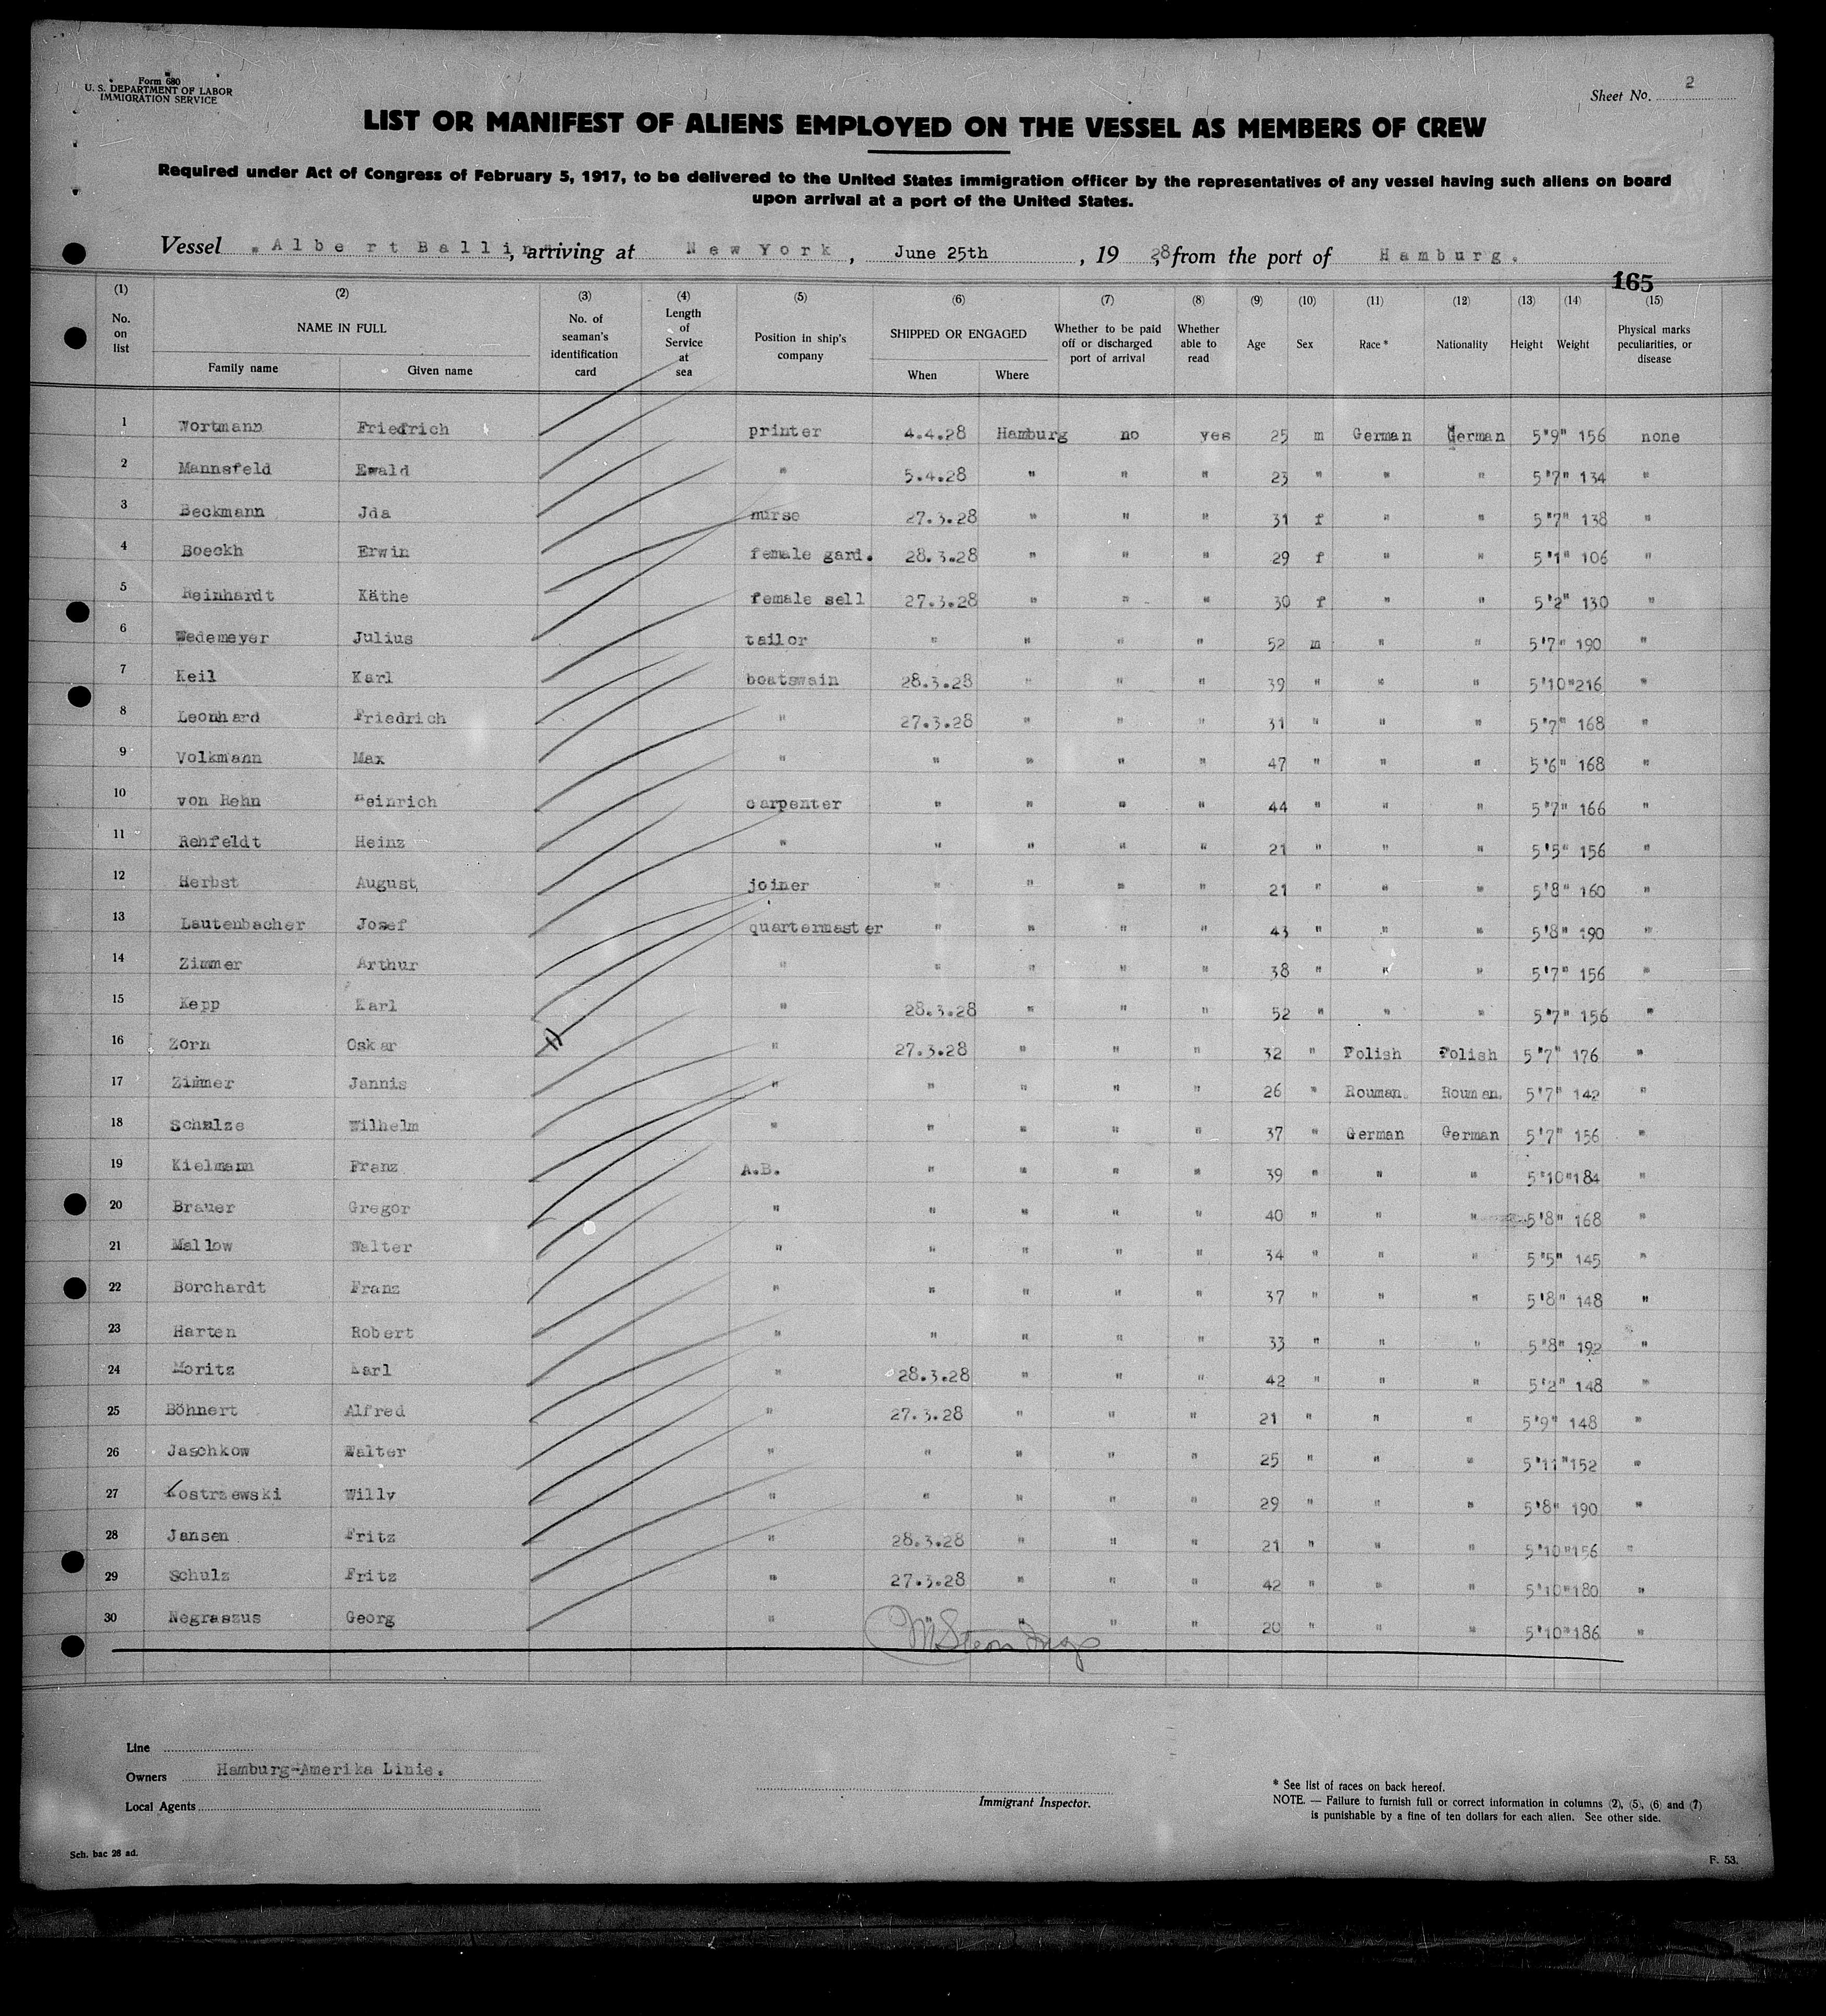 Form 680
U. S. DEPARTMENT OF LABOR
IMMIGRATION SERVICE
Sheet No. 2
LIST OR MANIFEST OF ALIENS EMPLOYED ON THE VESSEL AS MEMBERS OF CREW
Required under Act of Congress of February 5, 1917, to be delivered to the United States immigration officer by the representatives of any vessel having such aliens on board
upon arrival at a port of the United States.
Vessel "Albert Ballin", arriving at New York, June 25th, 1928, from the port of Hamburg.
165
(1) (2) (3) (4) (5) (6) (7) (8) (9) (10) (11) (12) (13) (14) (15)
No. on list NAME IN FULL Family name Given name No. of seaman's identification card Length of Service at sea Position in ship's company SHIPPED OR ENGAGED When Where Whether to be paid off or discharged port of arrival Whether able to read Age Sex Race * Nationality Height Weight Physical marks peculiarities, or disease
1 Wortmann Friedrich printer 4.4.28 Hamburg no yes 25 m German German 5'9" 156 none
2 Mannsfeld Ewald " 5.4.28 " " " 23 " " " 5'7" 134 "
3 Beckmann Jda nurse 27.3.28 " " " 31 f " " 5'7" 138 "
4 Boeckh Erwin female gard. 28.3.28 " " " 29 f " " 5'1" 106 "
5 Reinhardt Käthe female sell 27.3.28 " " " 30 f " " 5'2" 130 "
6 Wedemeyer Julius tailor " " " " 52 m " " 5'7" 190 "
7 Keil Karl boatswain 28.3.28 " " " 39 " " " 5'10" 216 "
8 Leonhard Friedrich " 27.3.28 " " " 31 " " " 5'7" 168 "
9 Volkmann Max " " " " " 47 " " " 5'6" 168 "
10 von Rehn Heinrich carpenter " " " " 44 " " " 5'7" 166 "
11 Rehfeldt Heinz " " " " " 21 " " " 5'5" 156 "
12 Herbst August joiner " " " " 21 " " " 5'8" 160 "
13 Lautenbacher Josef quartermaster " " " " 43 " " " 5'8" 190 "
14 Zimmer Arthur " " " " " 38 " " " 5'7" 156 "
15 Kepp Karl " 28.3.28 " " " 52 " " " 5'7" 156 "
16 Zorn Oskar " 27.3.28 " " " 32 " Polish Polish 5'7" 176 "
17 Zimmer Jannis " " " " " 26 " Rouman. Rouman. 5'7" 142 "
18 Schulze Wilhelm " " " " " 37 " German German 5'7" 156 "
19 Kielmann Franz A.B. " " " " 39 " " " 5'10" 184 "
20 Brauer Gregor " " " " " 40 " " " 5'8" 168 "
21 Mallow Walter " " " " " 34 " " " 5'5" 145 "
22 Borchardt Franz " " " " " 37 " " " 5'8" 148 "
23 Harten Robert " " " " " 33 " " " 5'8" 192 "
24 Moritz Karl " 28.3.28 " " " 42 " " " 5'2" 148 "
25 Böhnert Alfred " 27.3.28 " " " 21 " " " 5'9" 148 "
26 Jaschkow Walter " " " " " 25 " " " 5'11" 152 "
27 Kostrzewski Willy " " " " " 29 " " " 5'8" 190 "
28 Jansen Fritz " 28.3.28 " " " 21 " " " 5'10" 156 "
29 Schulz Fritz " 27.3.28 " " " 42 " " " 5'10" 180 "
30 Negraszus Georg " " " " " 20 " " " 5'10" 186 "
Line
Owners Hamburg-Amerika Linie.
Local Agents
Immigrant Inspector.
* See list of races on back hereof.
NOTE. — Failure to furnish full or correct information in columns (2), (5), (6) and (7)
is punishable by a fine of ten dollars for each alien. See other side.
Sch. bac 28 ad.
F. 53.